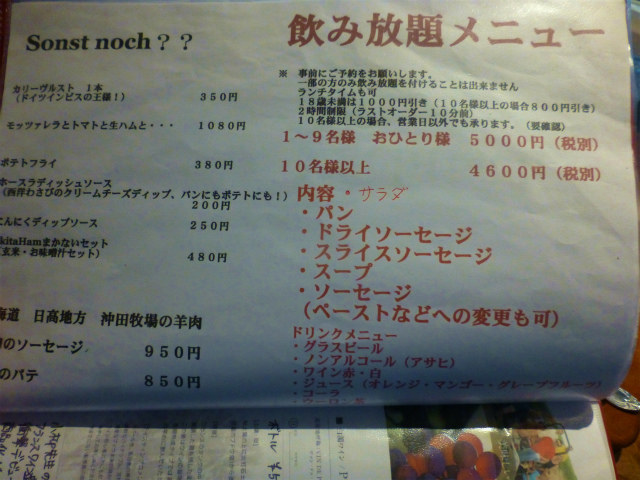 Sonst noch？？
カリーヴルスト　１本
（ドイツインビスの王様！）　３５０円
モッツァレラとトマトと生ハムと・・・　１０８０円
ポテトフライ　３８０円
ホースラディッシュソース
（西洋わさびのクリームチーズディップ、パンにもポテトにも！）
２００円
にんにくディップソース　２５０円
kitaHamまかないセット
（玄米・お味噌汁セット）　４８０円
海道　日高地方　沖田牧場の羊肉
のソーセージ　９５０円
のパテ　８５０円
飲み放題メニュー
※　事前にご予約をお願いします。
一部の方のみ飲み放題を付けることは出来ません
ランチタイムも可
１８歳未満は１０００円引き（１０名様以上の場合８００円引き）
２時間制限（ラストオーダー１０分前）
１０名様以上の場合、営業日以外でも承ります。（要確認）
１～９名様　おひとり様　５０００円（税別）
１０名様以上　４６００円（税別）
内容・サラダ
・パン
・ドライソーセージ
・スライスソーセージ
・スープ
・ソーセージ
（ペーストなどへの変更も可）
ドリンクメニュー
・グラスビール
・ノンアルコール（アサヒ）
・ワイン赤・白
・ジュース（オレンジ・マンゴー・グレープフルーツ）
・コーラ
・ウーロン茶